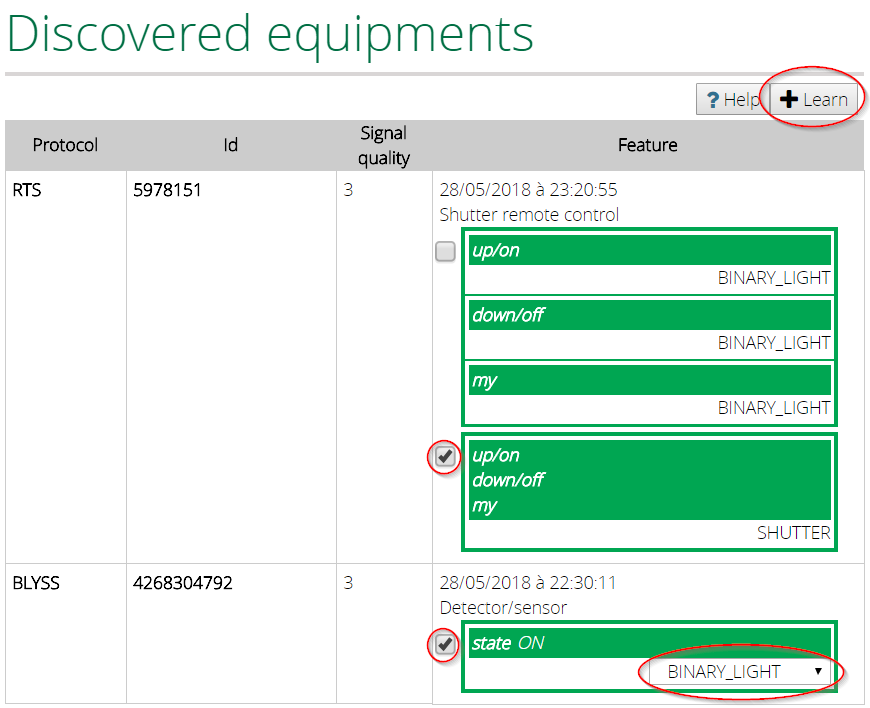 Discovered equipments
? Help
+ Learn
Protocol Id Signal quality Feature
RTS 5978151 3 28/05/2018 à 23:20:55
Shutter remote control
up/on
BINARY_LIGHT
down/off
BINARY_LIGHT
my
BINARY_LIGHT
up/on
down/off
my
SHUTTER
BLYSS 4268304792 3 28/05/2018 à 22:30:11
Detector/sensor
state ON
BINARY_LIGHT